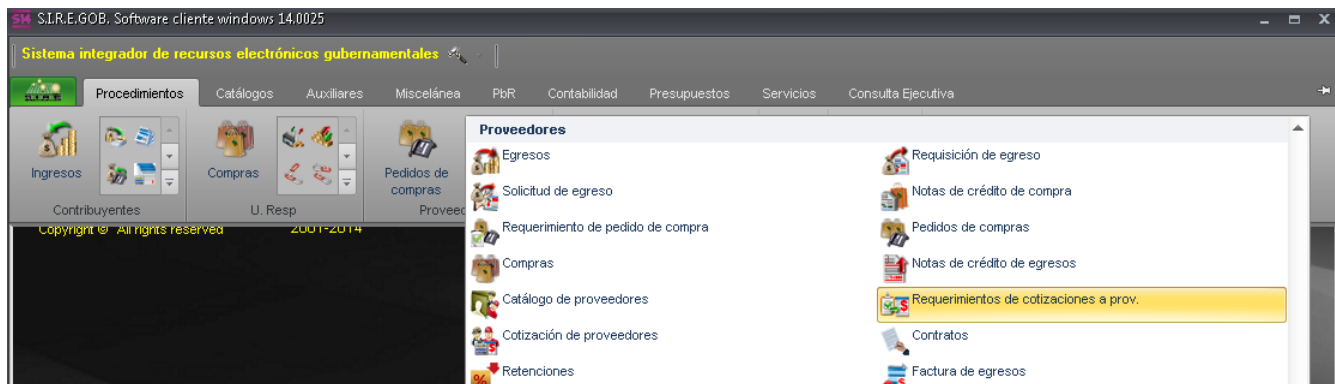 S.I.R.E.GOB. Software cliente windows 14.0025
Sistema integrador de recursos electrónicos gubernamentales
Procedimientos Catálogos Auxiliares Miscelánea PbR Contabilidad Presupuestos Servicios Consulta Ejecutiva
Ingresos
Contribuyentes
Compras
U. Resp
Pedidos de
compras
Proveed
Copyright © All rights reserved 2001-2014
Proveedores
Egresos
Requisición de egreso
Solicitud de egreso
Notas de crédito de compra
Requerimiento de pedido de compra
Pedidos de compras
Compras
Notas de crédito de egresos
Catálogo de proveedores
Requerimientos de cotizaciones a prov.
Cotización de proveedores
Contratos
Retenciones
Factura de egresos